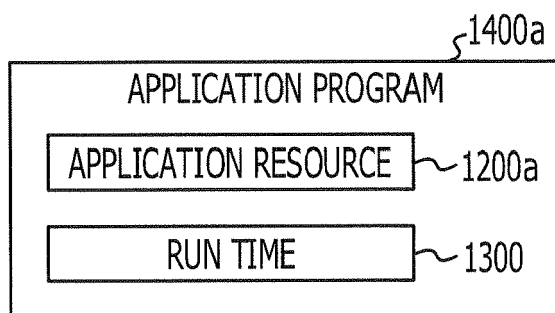 1400a
APPLICATION PROGRAM
APPLICATION RESOURCE 1200a
RUN TIME 1300